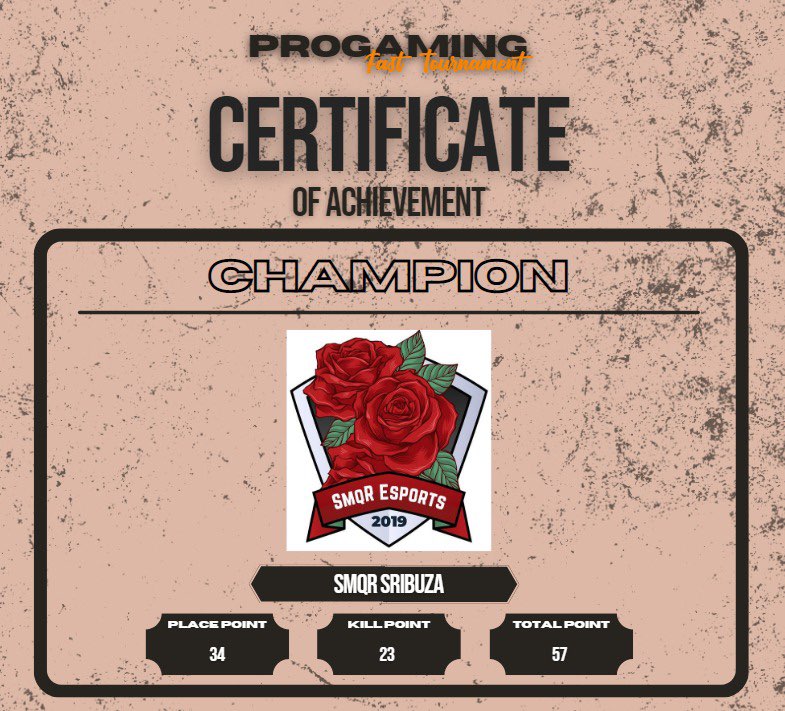 PROGAMING
Fast Tournament
CERTIFICATE
OF ACHIEVEMENT
CHAMPION
SMQR ESPORTS
2019
SMQR SRIBUZA
PLACE POINT
34
KILL POINT
23
TOTAL POINT
57